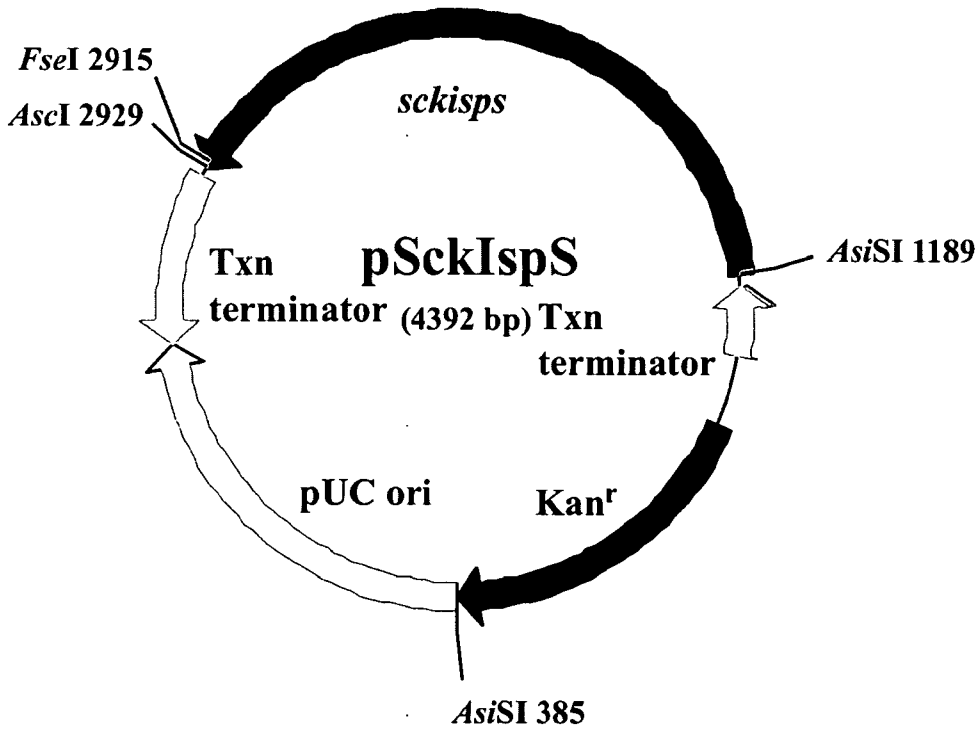 FseI 2915
AscI 2929
sckisps
AsiSI 1189
pSckIspS
(4392 bp)
Txn
terminator
Txn
terminator
pUC ori
Kanʳ
AsiSI 385